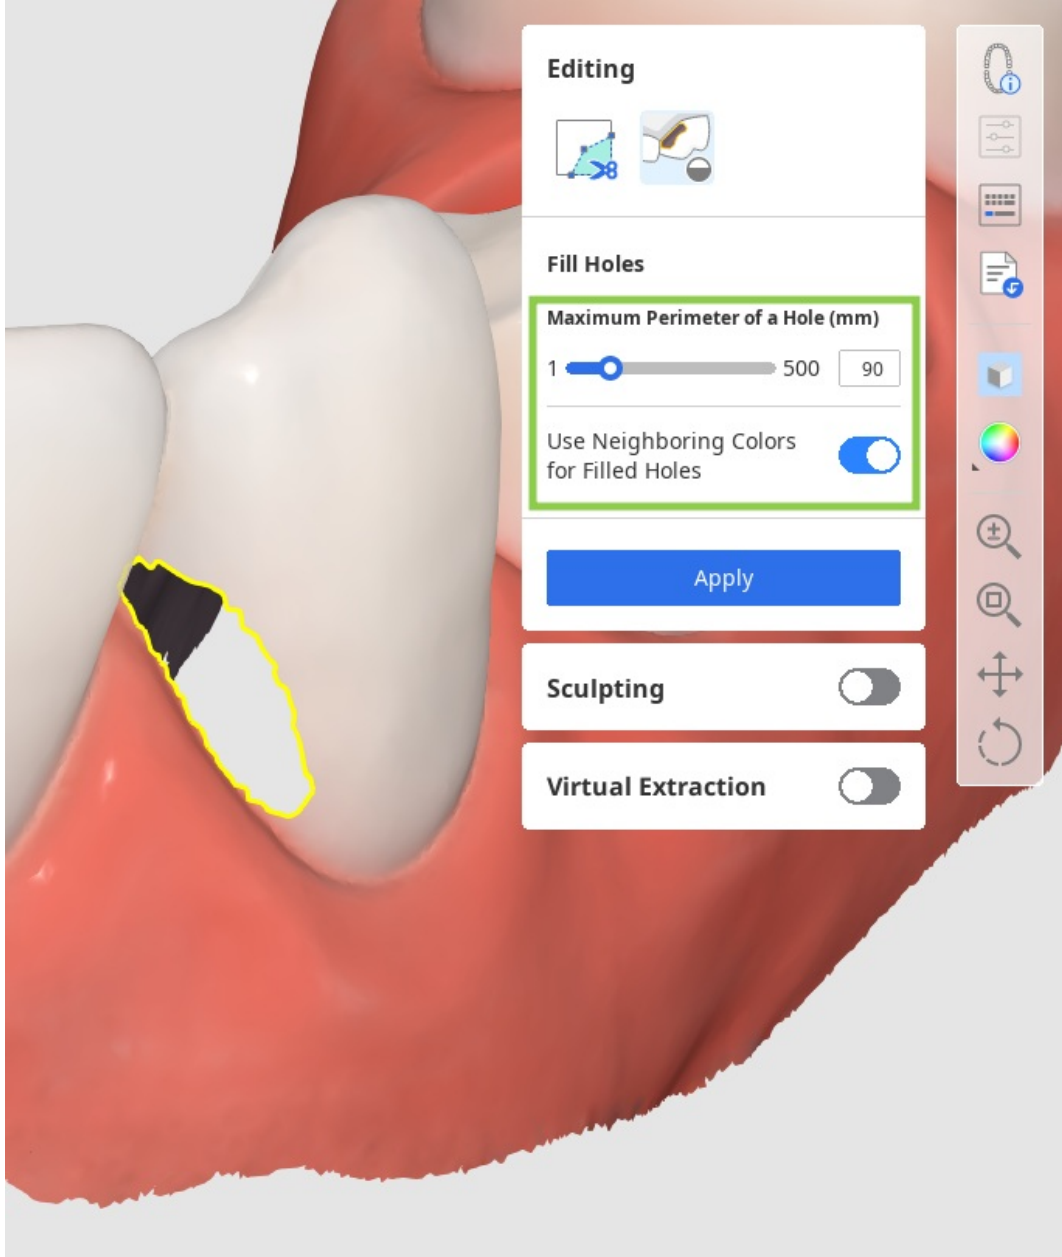 Editing
Fill Holes
Maximum Perimeter of a Hole (mm)
1 500 90
Use Neighboring Colors
for Filled Holes
Apply
Sculpting
Virtual Extraction